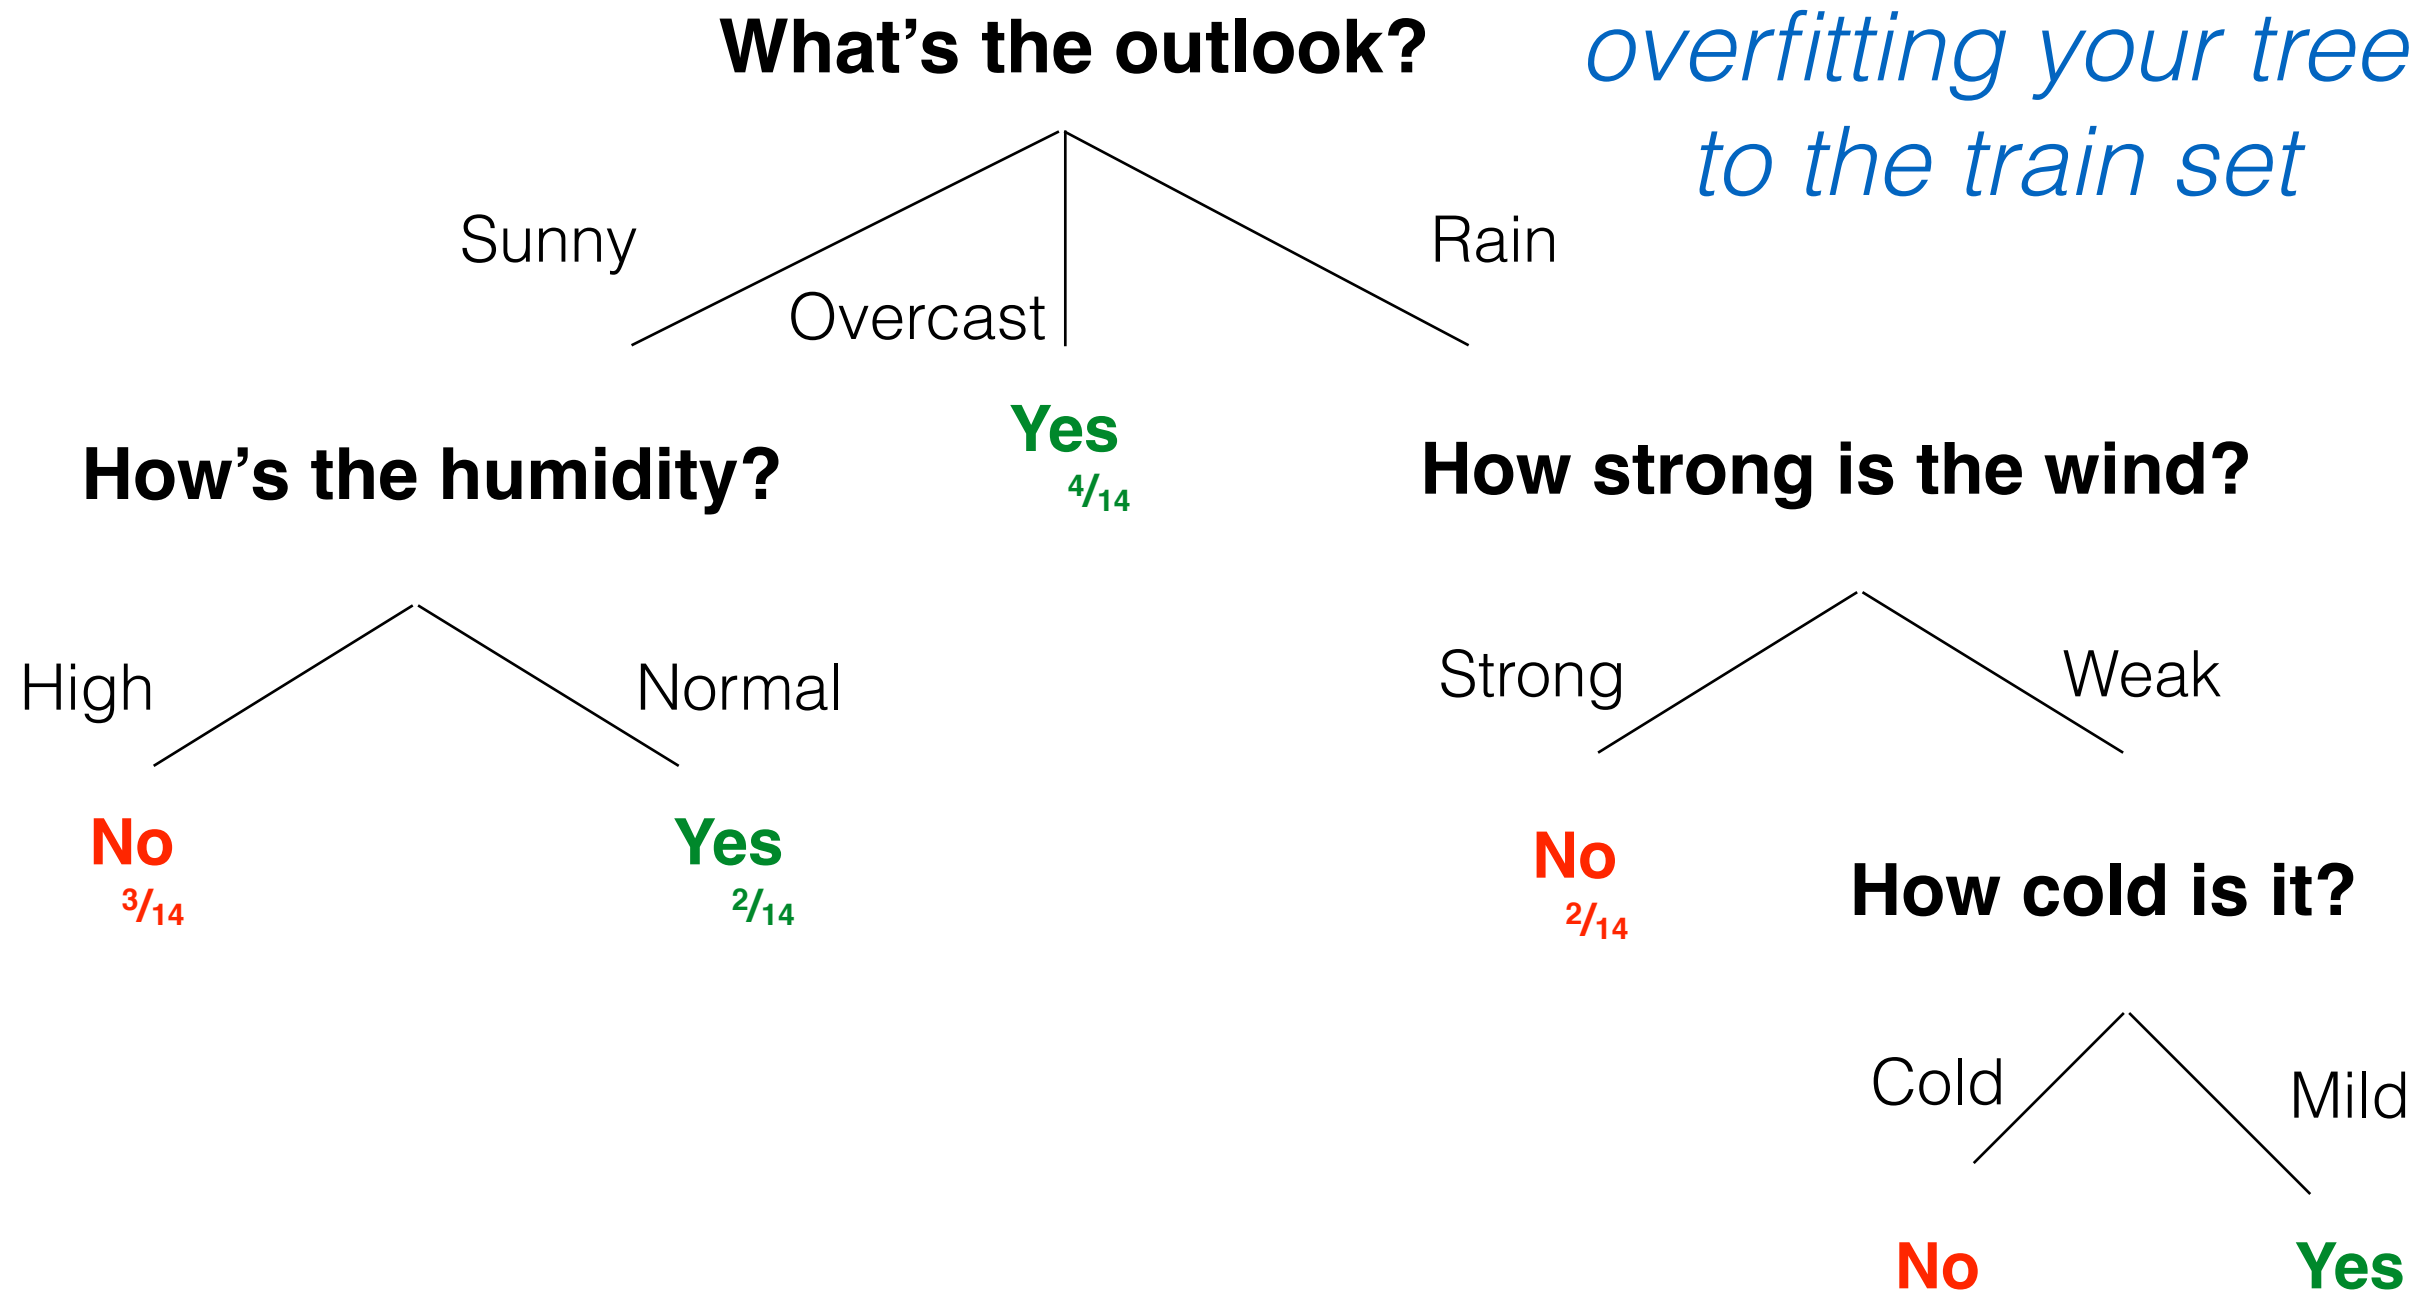 What’s the outlook?
overfitting your tree
to the train set
Sunny
Overcast
Rain
How’s the humidity?
Yes
4/14
How strong is the wind?
High
Normal
Strong
Weak
No
3/14
Yes
2/14
No
2/14
How cold is it?
Cold
Mild
No
Yes